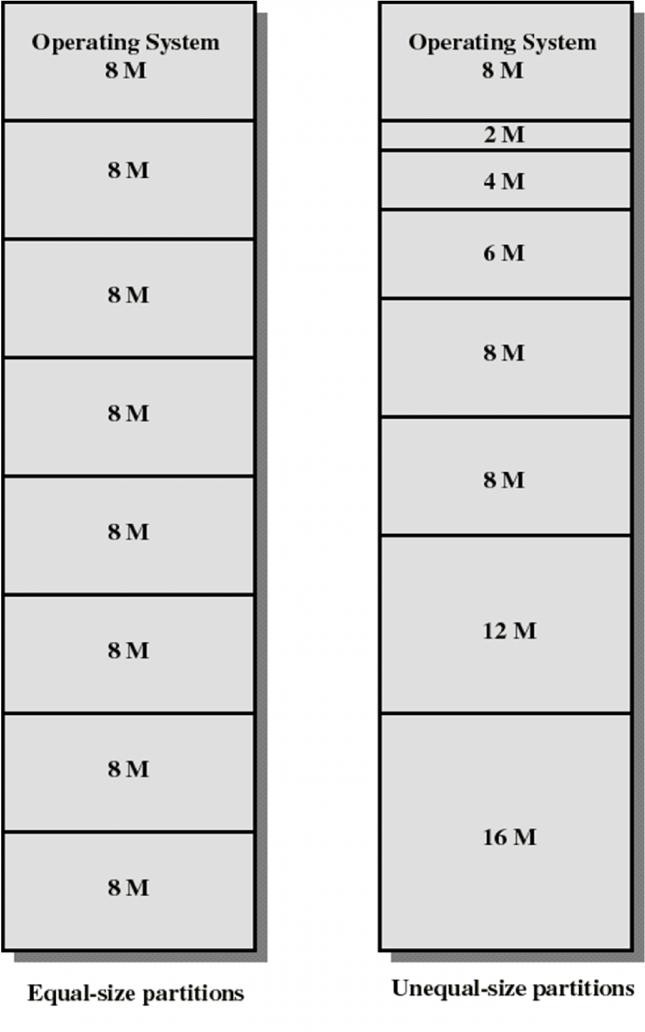 Operating System
8 M
8 M
8 M
8 M
8 M
8 M
8 M
8 M
Equal-size partitions
Operating System
8 M
2 M
4 M
6 M
8 M
8 M
12 M
16 M
Unequal-size partitions